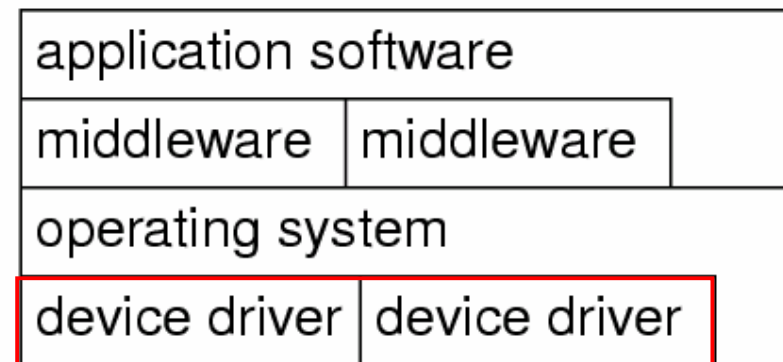 application software
middleware middleware
operating system
device driver device driver